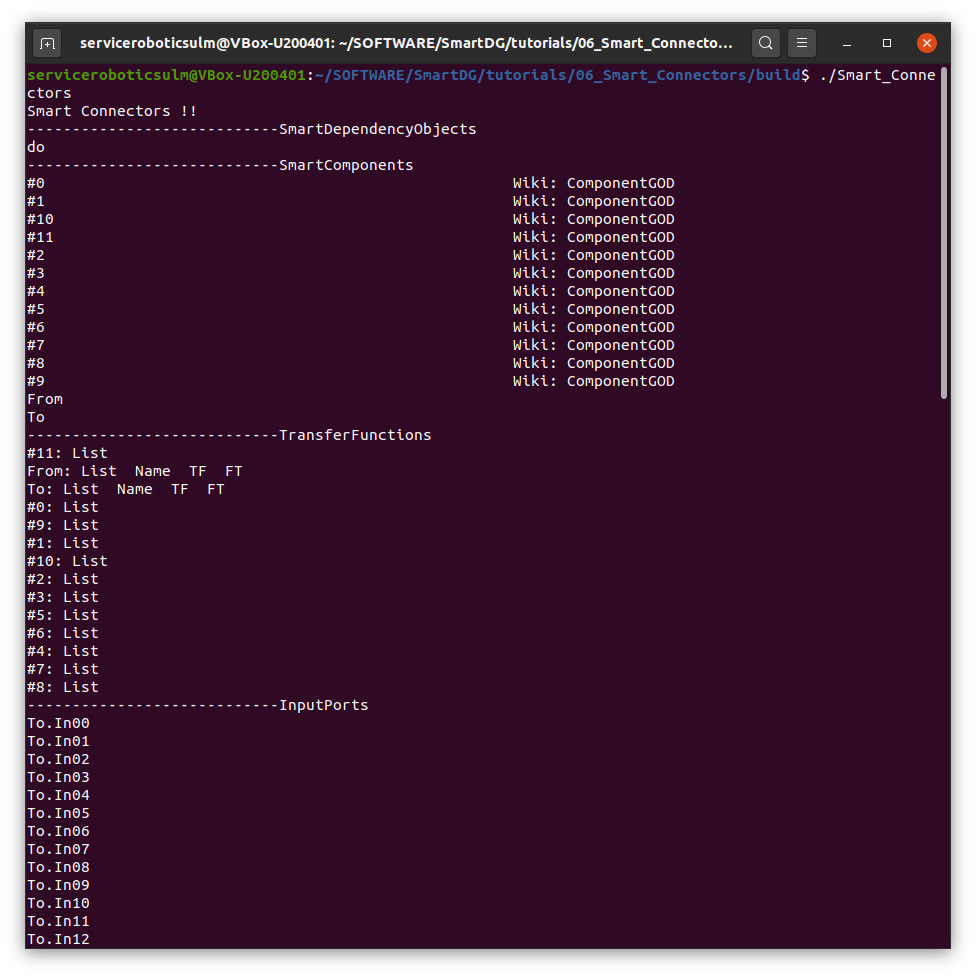 serviceroboticsulm@VBox-U200401: ~/SOFTWARE/SmartDG/tutorials/06_Smart_Connecto...
serviceroboticsulm@VBox-U200401:~/SOFTWARE/SmartDG/tutorials/06_Smart_Connectors/build$ ./Smart_Conne
ctors
Smart Connectors !!
----------------------------SmartDependencyObjects
do
----------------------------SmartComponents
#0 Wiki: ComponentGOD
#1 Wiki: ComponentGOD
#10 Wiki: ComponentGOD
#11 Wiki: ComponentGOD
#2 Wiki: ComponentGOD
#3 Wiki: ComponentGOD
#4 Wiki: ComponentGOD
#5 Wiki: ComponentGOD
#6 Wiki: ComponentGOD
#7 Wiki: ComponentGOD
#8 Wiki: ComponentGOD
#9 Wiki: ComponentGOD
From
To
----------------------------TransferFunctions
#11: List
From: List  Name  TF  FT
To: List  Name  TF  FT
#0: List
#9: List
#1: List
#10: List
#2: List
#3: List
#5: List
#6: List
#4: List
#7: List
#8: List
----------------------------InputPorts
To.In00
To.In01
To.In02
To.In03
To.In04
To.In05
To.In06
To.In07
To.In08
To.In09
To.In10
To.In11
To.In12